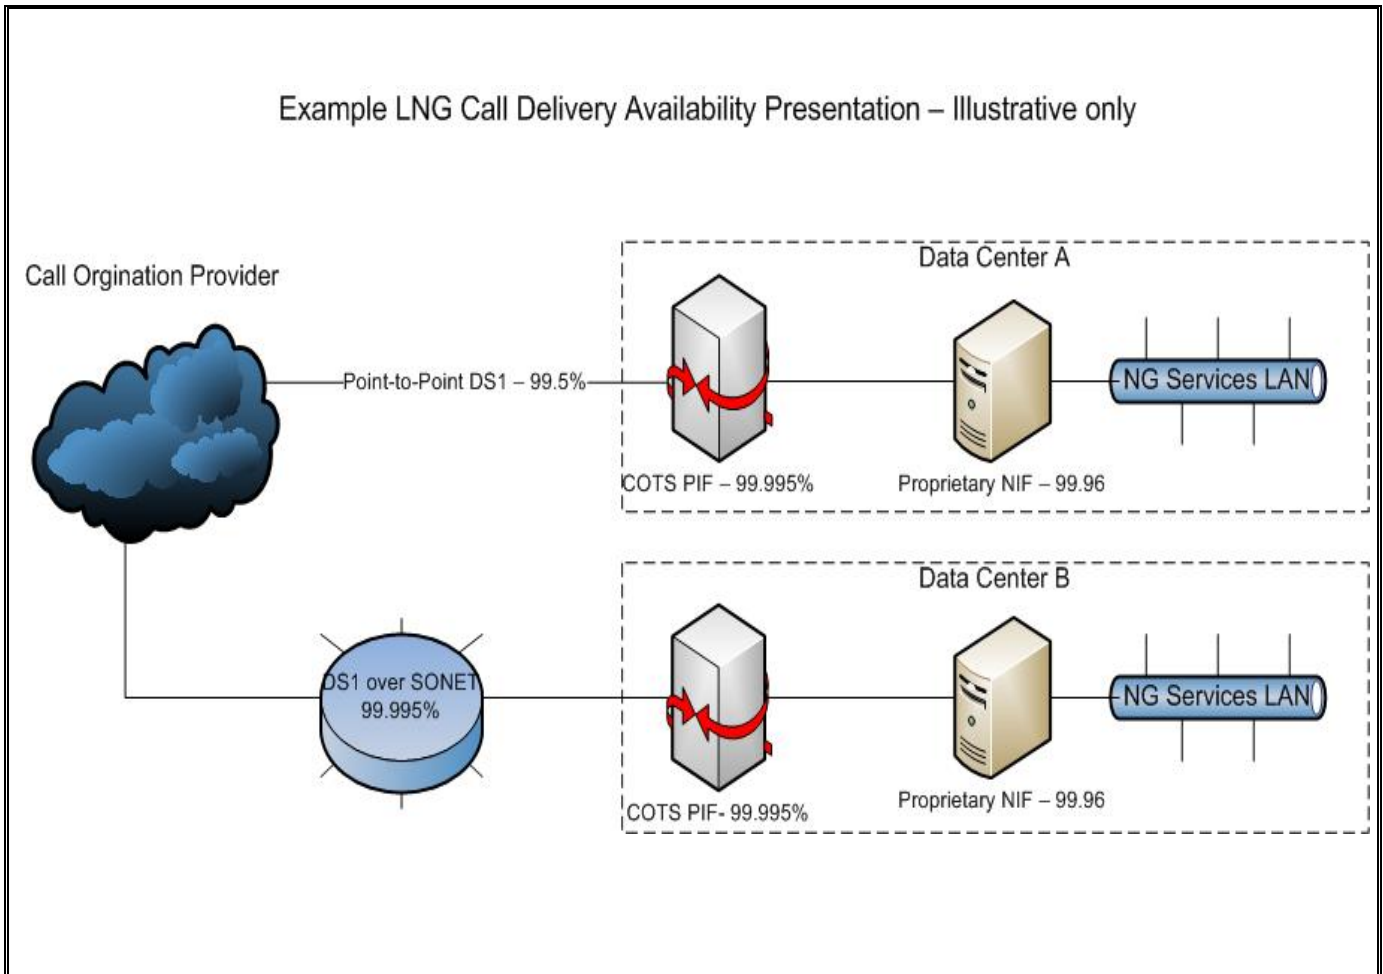 Example LNG Call Delivery Availability Presentation – Illustrative only
Call Orgination Provider
Data Center A
Point-to-Point DS1 – 99.5%
NG Services LAN
COTS PIF – 99.995%
Proprietary NIF – 99.96
Data Center B
DS1 over SONET
99.995%
NG Services LAN
COTS PIF- 99.995%
Proprietary NIF – 99.96